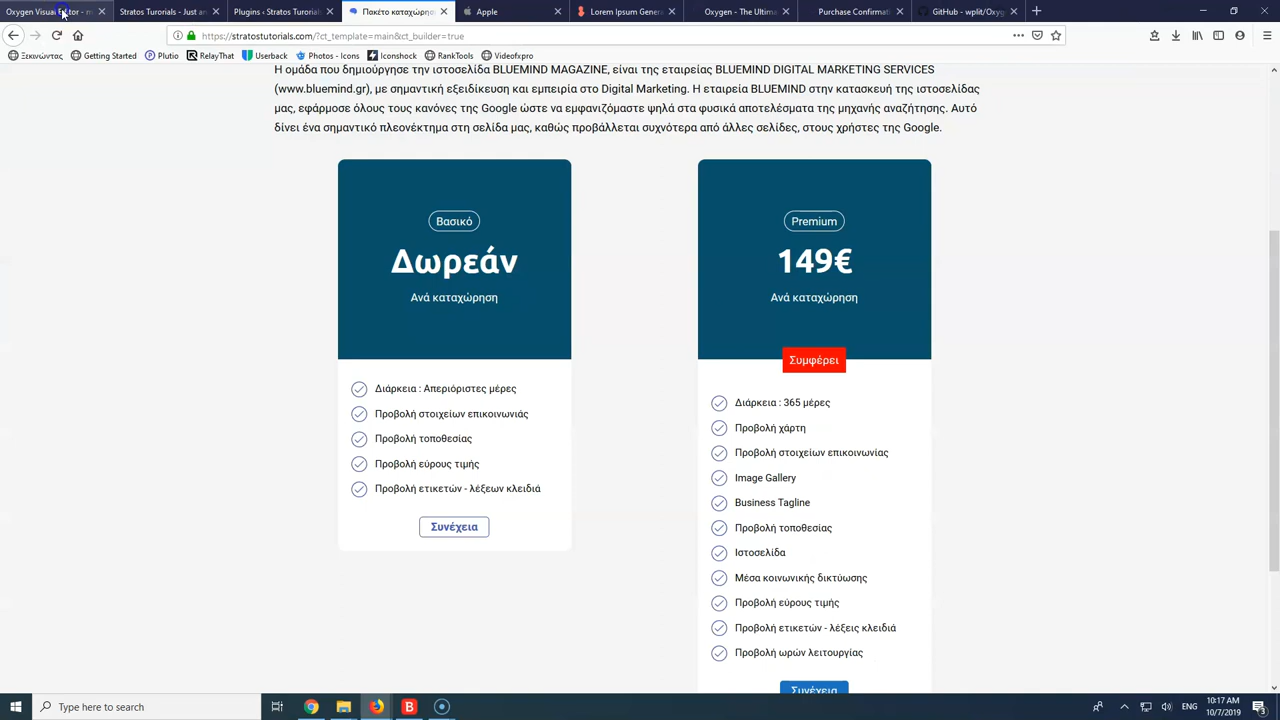 Oxygen Visual Editor - m
Stratos Tutorials - Just an
Plugins ‹ Stratos Tutorials
Πακέτο καταχώρησ
Apple
Lorem Ipsum Genera
Oxygen - The Ultima
Purchase Confirmati
GitHub - wplit/Oxyg
https://stratostutorials.com/?ct_template=main&ct_builder=true
Ξεκινώντας
Getting Started
Plutio
RelayThat
Userback
Photos - Icons
Iconshock
RankTools
Videofxpro
Η ομάδα που δημιούργησε την ιστοσελίδα BLUEMIND MAGAZINE, είναι της εταιρείας BLUEMIND DIGITAL MARKETING SERVICES
(www.bluemind.gr), με σημαντική εξειδίκευση και εμπειρία στο Digital Marketing. Η εταιρεία BLUEMIND στην κατασκευή της ιστοσελίδας
μας, εφάρμοσε όλους τους κανόνες της Google ώστε να εμφανιζόμαστε ψηλά στα φυσικά αποτελέσματα της μηχανής αναζήτησης. Αυτό
δίνει ένα σημαντικό πλεονέκτημα στη σελίδα μας, καθώς προβάλλεται συχνότερα από άλλες σελίδες, στους χρήστες της Google.
Βασικό
Δωρεάν
Ανά καταχώρηση
Διάρκεια : Απεριόριστες μέρες
Προβολή στοιχείων επικοινωνιάς
Προβολή τοποθεσίας
Προβολή εύρους τιμής
Προβολή ετικετών - λέξεων κλειδιά
Συνέχεια
Premium
149€
Ανά καταχώρηση
Συμφέρει
Διάρκεια : 365 μέρες
Προβολή χάρτη
Προβολή στοιχείων επικοινωνίας
Image Gallery
Business Tagline
Προβολή τοποθεσίας
Ιστοσελίδα
Μέσα κοινωνικής δικτύωσης
Προβολή εύρους τιμής
Προβολή ετικετών - λέξεις κλειδιά
Προβολή ωρών λειτουργίας
Συνέχεια
Type here to search
B
ENG
10:17 AM
10/7/2019
3